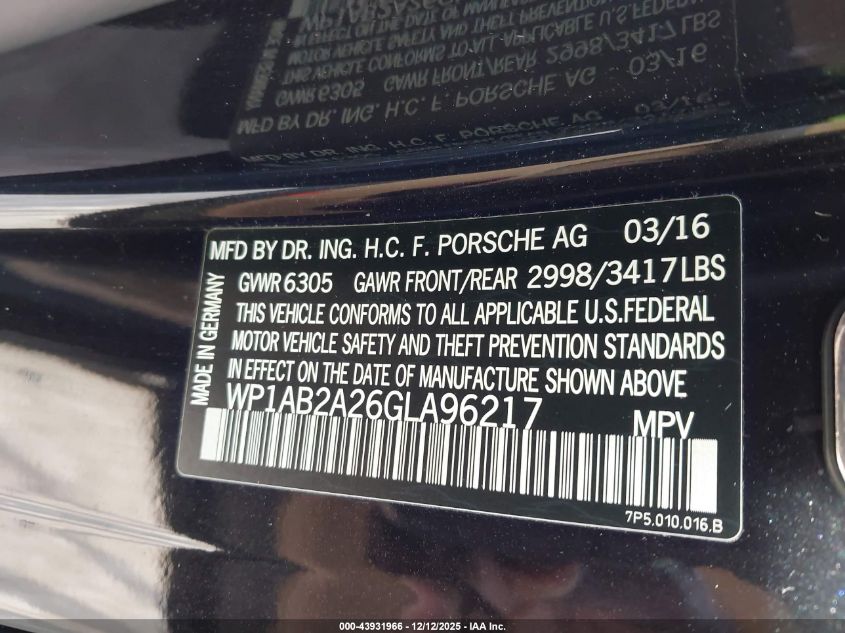 MFD BY DR. ING. H.C. F. PORSCHE AG 03/16
GVWR 6305 GAWR FRONT/REAR 2998/3417 LBS
THIS VEHICLE CONFORMS TO ALL APPLICABLE U.S.FEDERAL
MOTOR VEHICLE SAFETY AND THEFT PREVENTION STANDARDS
IN EFFECT ON THE DATE OF MANUFACTURE SHOWN ABOVE
WP1AB2A26GLA96217 MPV
MADE IN GERMANY
7P5.010.016.B
000-43931966 - 12/12/2025 - IAA Inc.